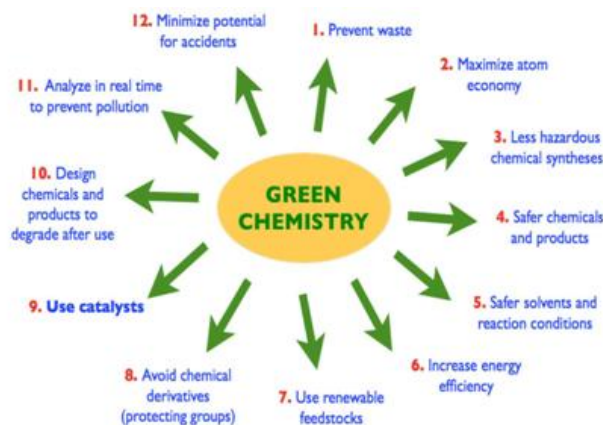 GREEN
CHEMISTRY
1. Prevent waste
2. Maximize atom
economy
3. Less hazardous
chemical syntheses
4. Safer chemicals
and products
5. Safer solvents and
reaction conditions
6. Increase energy
efficiency
7. Use renewable
feedstocks
8. Avoid chemical
derivatives
(protecting groups)
9. Use catalysts
10. Design
chemicals and
products to
degrade after use
11. Analyze in real time
to prevent pollution
12. Minimize potential
for accidents